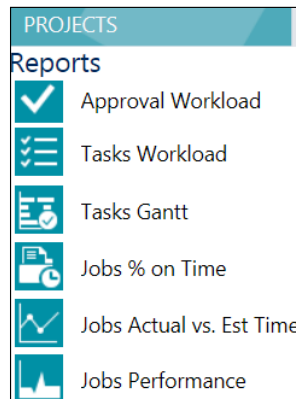 PROJECTS
Reports
Approval Workload
Tasks Workload
Tasks Gantt
Jobs % on Time
Jobs Actual vs. Est Time
Jobs Performance